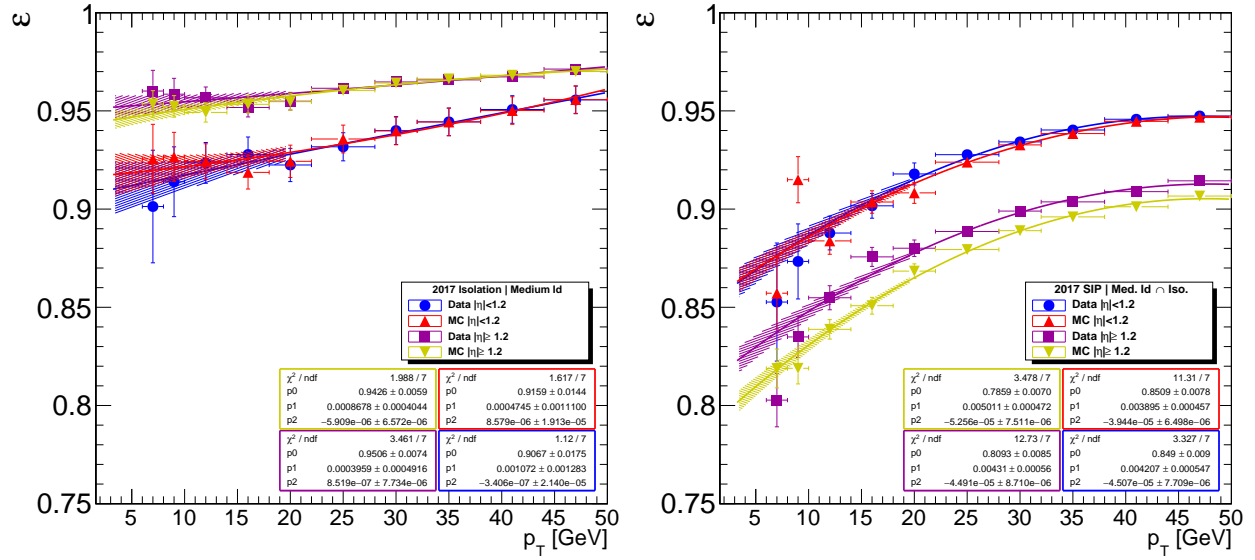 ε
1
0.95
0.9
0.85
0.8
0.75
5 10 15 20 25 30 35 40 45 50
p_T [GeV]
2017 Isolation | Medium Id
Data |η|<1.2
MC |η|<1.2
Data |η|≥ 1.2
MC |η|≥ 1.2
χ² / ndf 1.988 / 7
p0 0.9426 ± 0.0059
p1 0.0008678 ± 0.0004044
p2 −5.909e−06 ± 6.572e−06
χ² / ndf 1.617 / 7
p0 0.9159 ± 0.0144
p1 0.0004745 ± 0.0011100
p2 8.579e−06 ± 1.913e−05
χ² / ndf 3.461 / 7
p0 0.9506 ± 0.0074
p1 0.0003959 ± 0.0004916
p2 8.519e−07 ± 7.734e−06
χ² / ndf 1.12 / 7
p0 0.9067 ± 0.0175
p1 0.001072 ± 0.001283
p2 −3.406e−07 ± 2.140e−05
ε
1
0.95
0.9
0.85
0.8
0.75
5 10 15 20 25 30 35 40 45 50
p_T [GeV]
2017 SIP | Med. Id ∩ Iso.
Data |η|<1.2
MC |η|<1.2
Data |η|≥ 1.2
MC |η|≥ 1.2
χ² / ndf 3.478 / 7
p0 0.7859 ± 0.0070
p1 0.005011 ± 0.000472
p2 −5.256e−05 ± 7.511e−06
χ² / ndf 11.31 / 7
p0 0.8509 ± 0.0078
p1 0.003895 ± 0.000457
p2 −3.944e−05 ± 6.498e−06
χ² / ndf 12.73 / 7
p0 0.8093 ± 0.0085
p1 0.00431 ± 0.00056
p2 −4.491e−05 ± 8.710e−06
χ² / ndf 3.327 / 7
p0 0.849 ± 0.009
p1 0.004207 ± 0.000547
p2 −4.507e−05 ± 7.709e−06